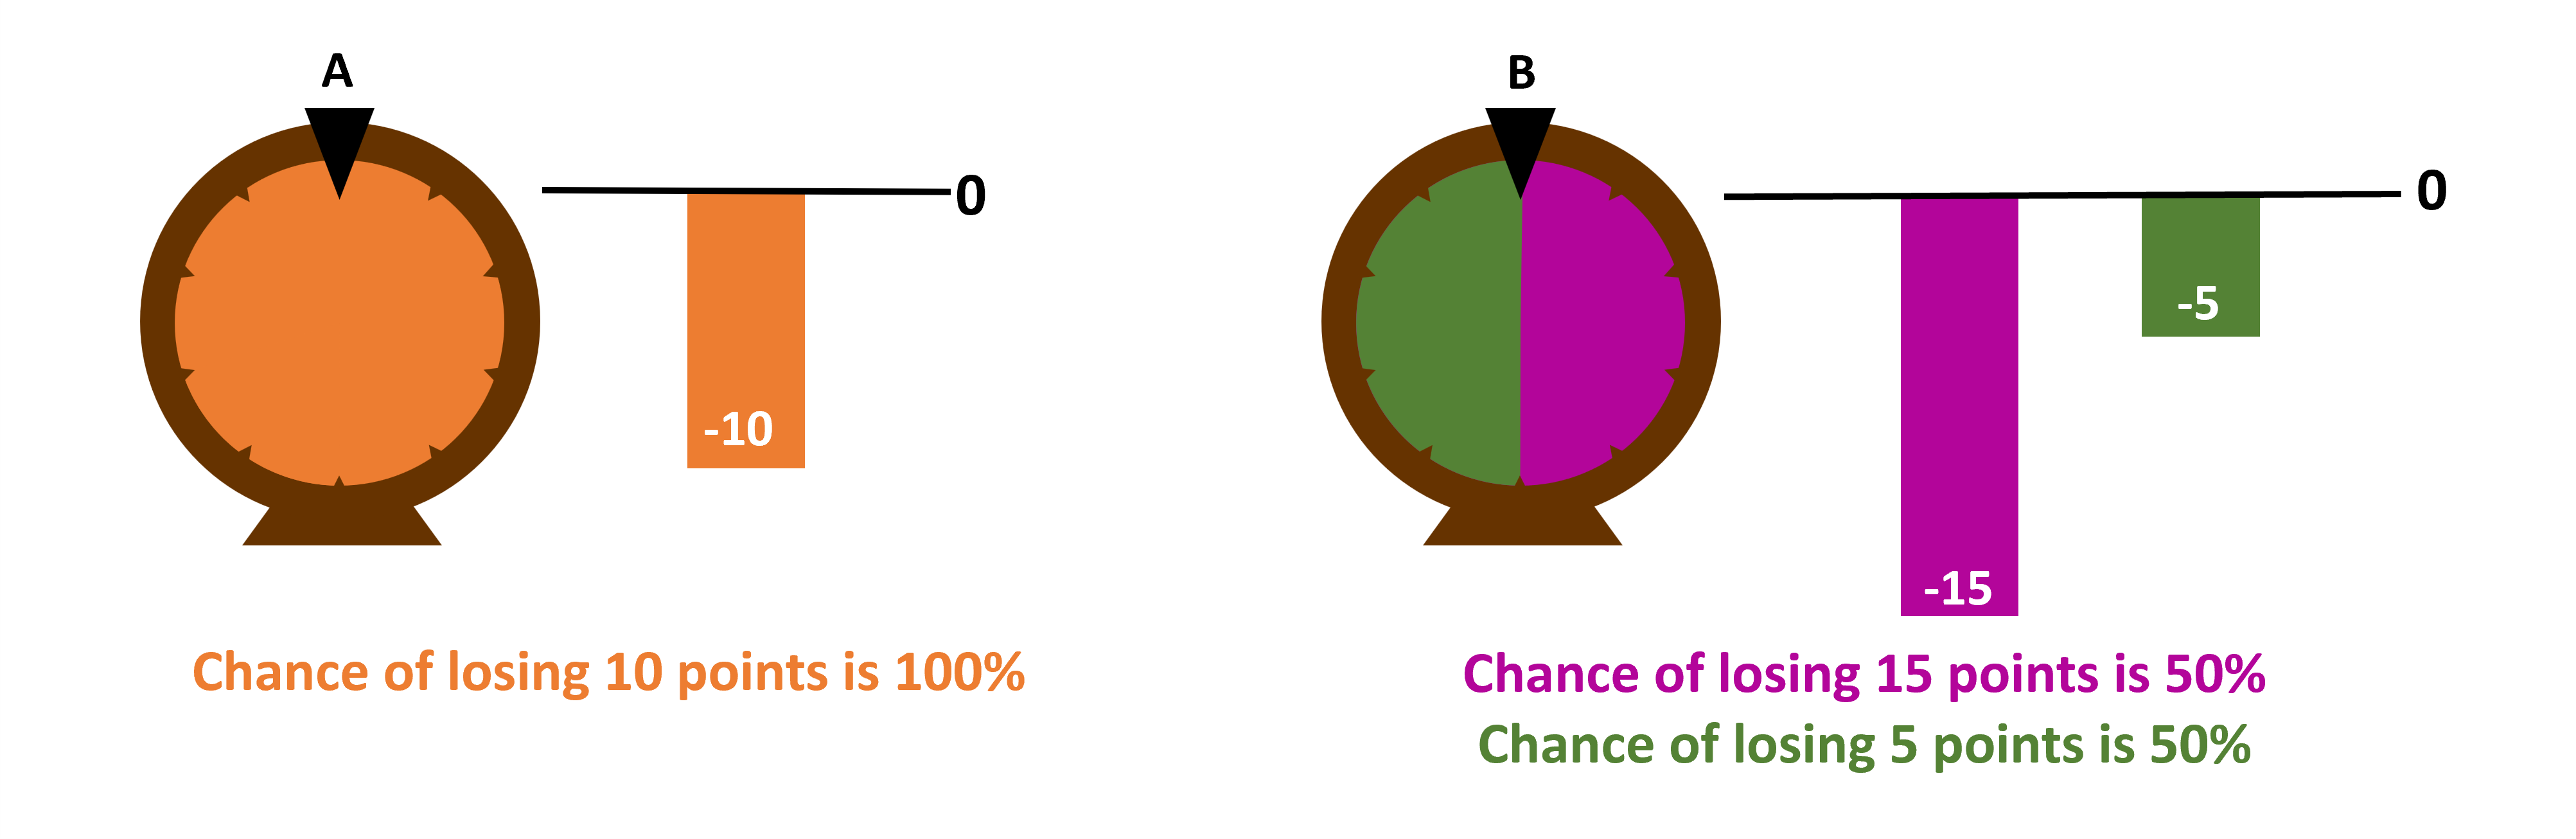 A
0
-10
Chance of losing 10 points is 100%
B
0
-5
-15
Chance of losing 15 points is 50%
Chance of losing 5 points is 50%